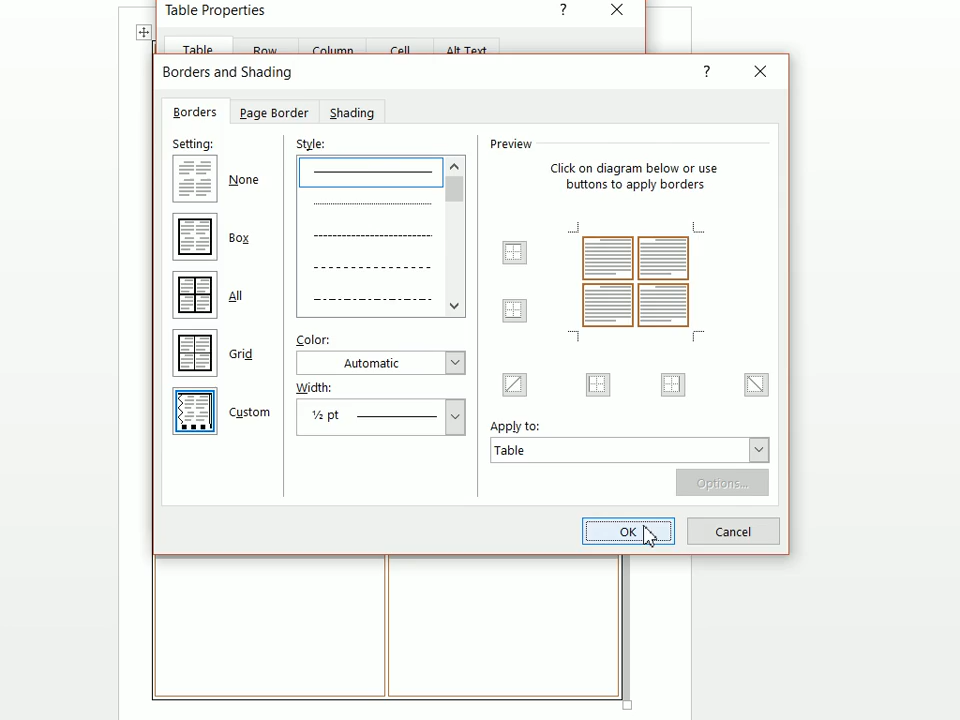 Table Properties
?
Table Row Column Cell Alt Text
Borders and Shading
?
Borders Page Border Shading
Setting:
None
Box
All
Grid
Custom
Style:
Color:
Automatic
Width:
½ pt
Preview
Click on diagram below or use
buttons to apply borders
Apply to:
Table
Options...
OK Cancel